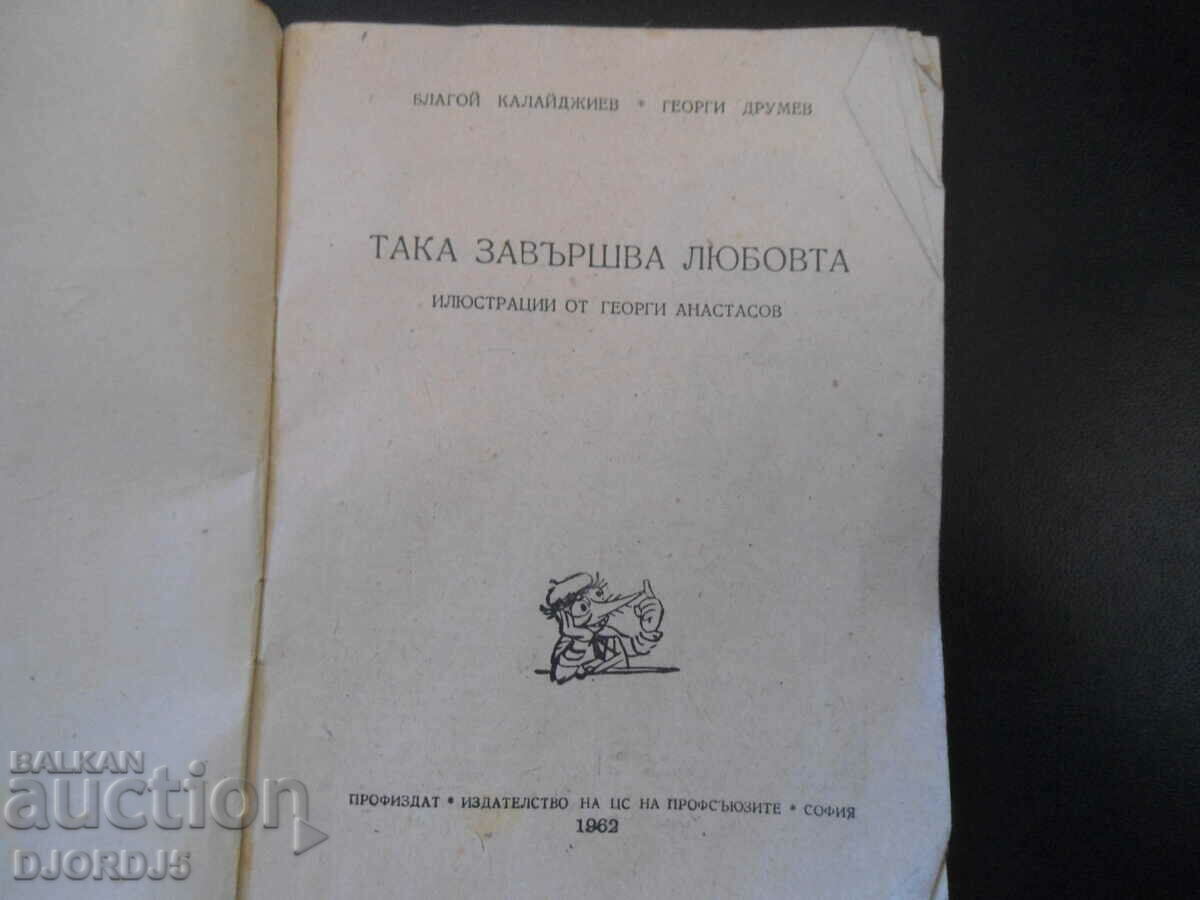 БЛАГОЙ КАЛАЙДЖИЕВ * ГЕОРГИ ДРУМЕВ
ТАКА ЗАВЪРШВА ЛЮБОВТА
ИЛЮСТРАЦИИ ОТ ГЕОРГИ АНАСТАСОВ
ПРОФИЗДАТ * ИЗДАТЕЛСТВО НА ЦС НА ПРОФСЪЮЗИТЕ * СОФИЯ
1962
BALKAN
auction
DJORDJ5